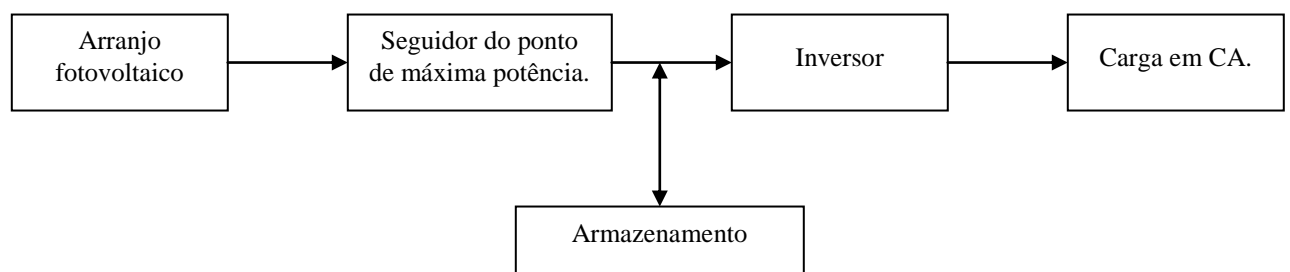 Arranjo
fotovoltaico
Seguidor do ponto
de máxima potência.
Inversor
Carga em CA.
Armazenamento